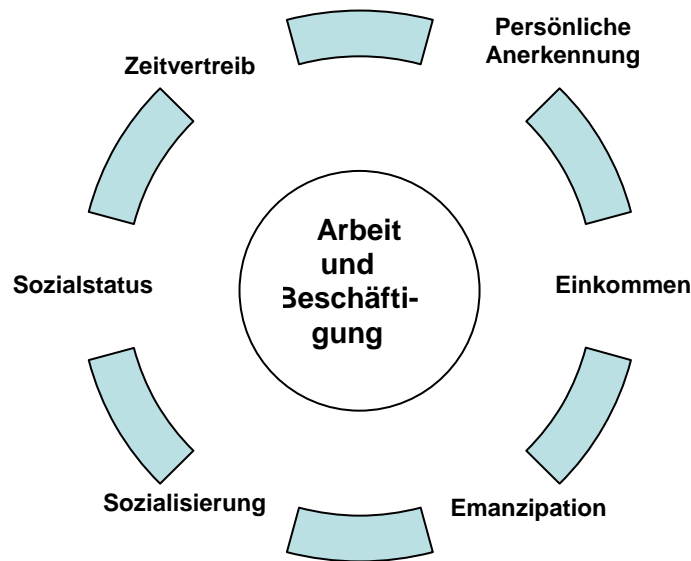 Persönliche
Anerkennung
Zeitvertreib
Arbeit
und
Beschäfti-
gung
Sozialstatus
Einkommen
Sozialisierung
Emanzipation